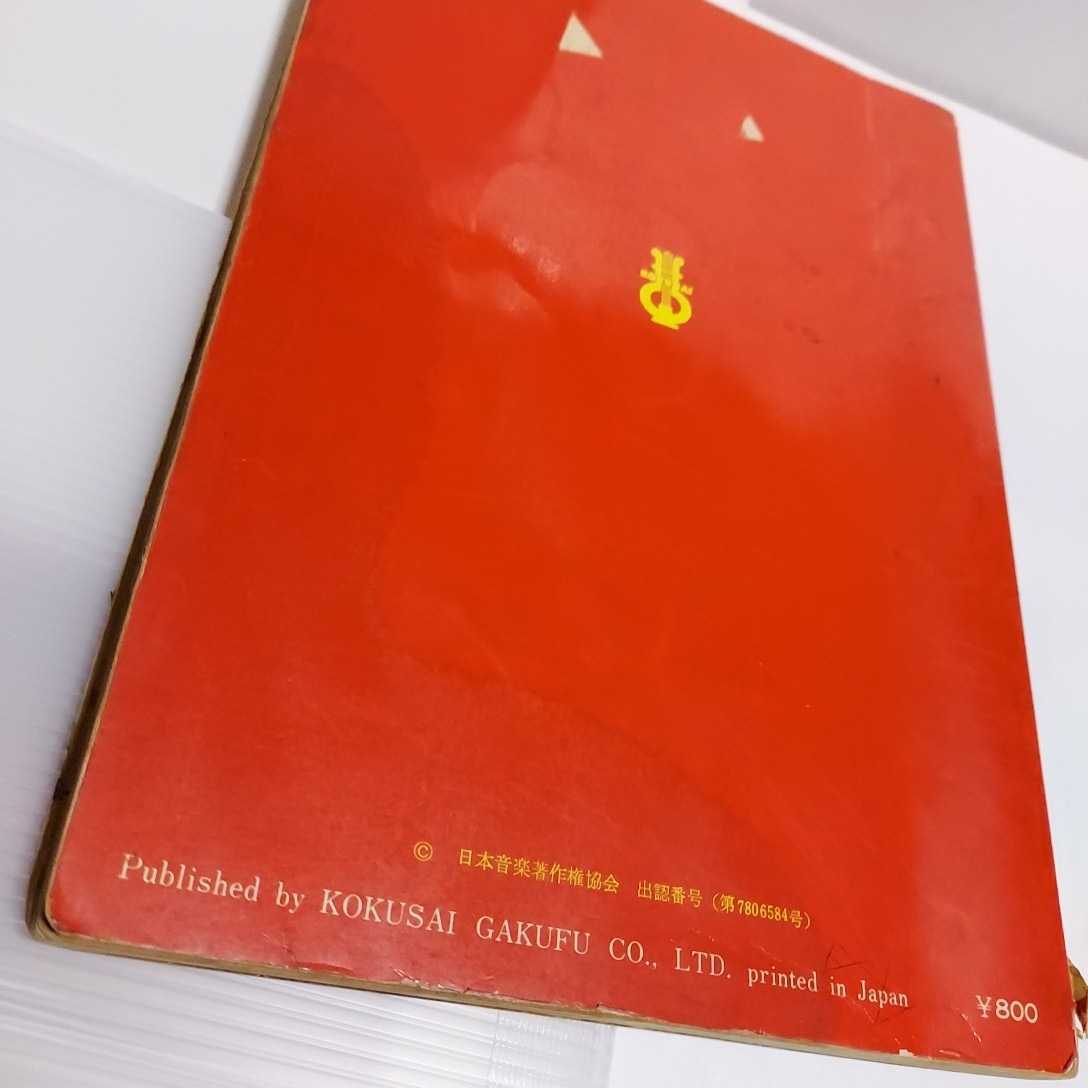 © 日本音楽著作権協会 出認番号(第7806584号)
Published by KOKUSAI GAKUFU CO., LTD. printed in Japan ¥800